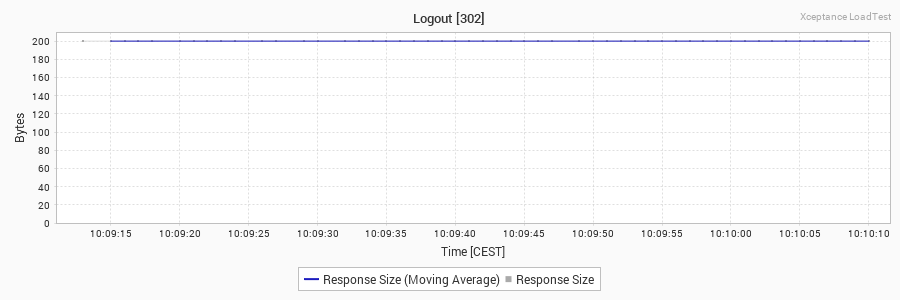 Logout [302]
Xceptance LoadTest
Bytes
200
180
160
140
120
100
80
60
40
20
0
10:09:15 10:09:20 10:09:25 10:09:30 10:09:35 10:09:40 10:09:45 10:09:50 10:09:55 10:10:00 10:10:05 10:10:10
Time [CEST]
Response Size (Moving Average) Response Size